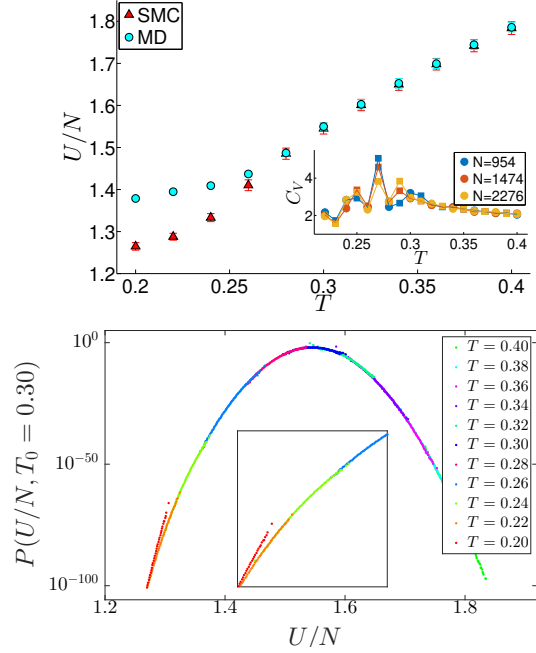 SMC
MD
U/N
1.8
1.7
1.6
1.5
1.4
1.3
1.2
0.2 0.25 0.3 0.35 0.4
T
C_V
4
2
0.25 0.3 0.35 0.4
T
N=954
N=1474
N=2276
P(U/N, T_0 = 0.30)
10^0
10^-50
10^-100
1.2 1.4 1.6 1.8
U/N
T = 0.40
T = 0.38
T = 0.36
T = 0.34
T = 0.32
T = 0.30
T = 0.28
T = 0.26
T = 0.24
T = 0.22
T = 0.20